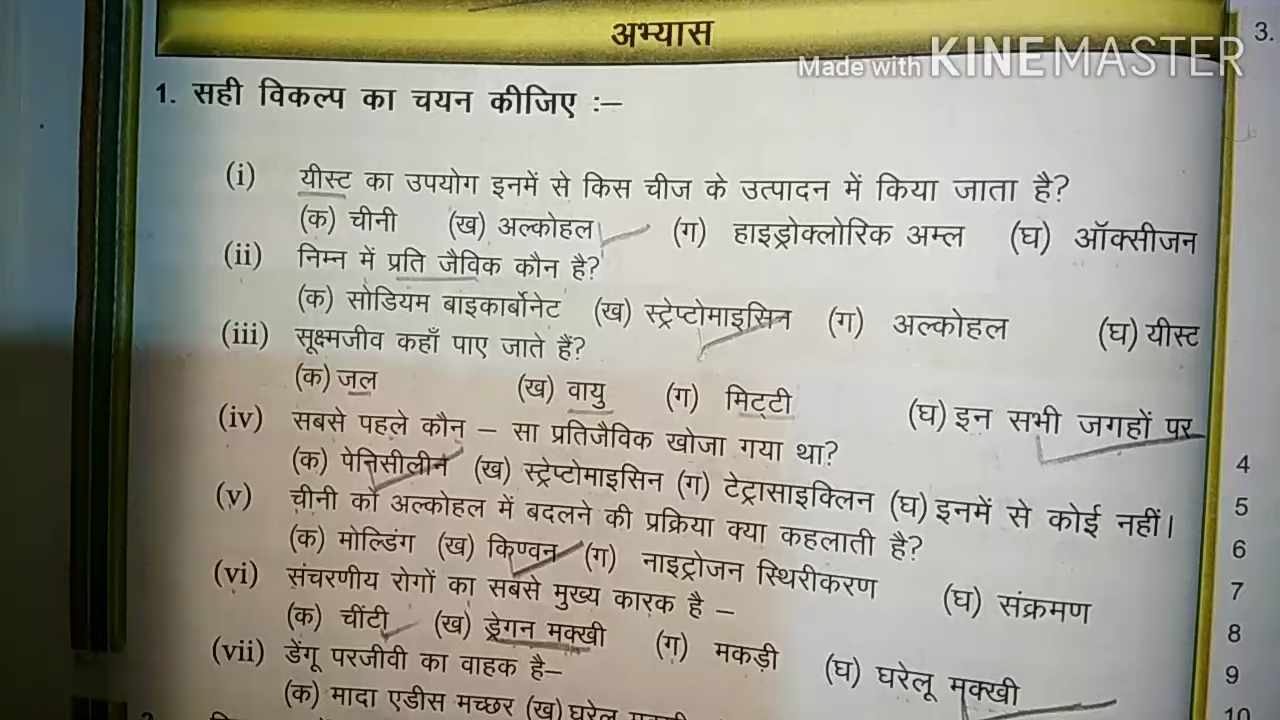 अभ्यास
3.
Made with KINEMASTER
1. सही विकल्प का चयन कीजिए :–
(i) यीस्ट का उपयोग इनमें से किस चीज के उत्पादन में किया जाता है?
(क) चीनी (ख) अल्कोहल (ग) हाइड्रोक्लोरिक अम्ल (घ) ऑक्सीजन
(ii) निम्न में प्रति जैविक कौन है?
(क) सोडियम बाइकार्बोनेट (ख) स्ट्रेप्टोमाइसिन (ग) अल्कोहल (घ) यीस्ट
(iii) सूक्ष्मजीव कहाँ पाए जाते हैं?
(क) जल (ख) वायु (ग) मिट्टी (घ) इन सभी जगहों पर
(iv) सबसे पहले कौन – सा प्रतिजैविक खोजा गया था?
(क) पेनिसीलीन (ख) स्ट्रेप्टोमाइसिन (ग) टेट्रासाइक्लिन (घ) इनमें से कोई नहीं।
(v) चीनी को अल्कोहल में बदलने की प्रक्रिया क्या कहलाती है?
(क) मोल्डिंग (ख) किण्वन (ग) नाइट्रोजन स्थिरीकरण (घ) संक्रमण
(vi) संचरणीय रोगों का सबसे मुख्य कारक है –
(क) चींटी (ख) ड्रेगन मक्खी (ग) मकड़ी (घ) घरेलू मक्खी
(vii) डेंगू परजीवी का वाहक है–
(क) मादा एडीस मच्छर (ख) घरेलू
4
5
6
7
8
9
10